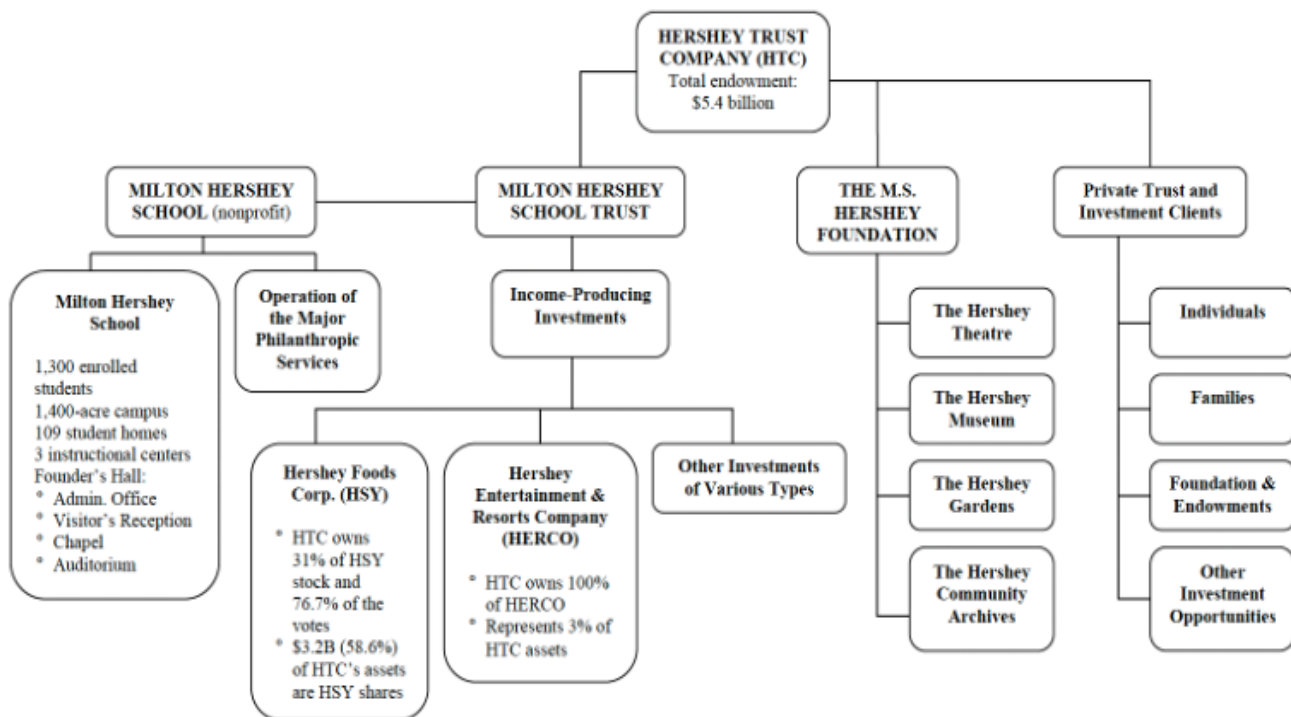 HERSHEY TRUST
COMPANY (HTC)
Total endowment:
$5.4 billion
MILTON HERSHEY
SCHOOL (nonprofit)
MILTON HERSHEY
SCHOOL TRUST
THE M.S.
HERSHEY
FOUNDATION
Private Trust and
Investment Clients
Milton Hershey
School
1,300 enrolled
students
1,400-acre campus
109 student homes
3 instructional centers
Founder's Hall:
* Admin. Office
* Visitor's Reception
* Chapel
* Auditorium
Operation of
the Major
Philanthropic
Services
Income-Producing
Investments
Hershey Foods
Corp. (HSY)
* HTC owns
31% of HSY
stock and
76.7% of the
votes
* $3.2B (58.6%)
of HTC's assets
are HSY shares
Hershey
Entertainment &
Resorts Company
(HERCO)
* HTC owns 100%
of HERCO
* Represents 3% of
HTC assets
Other Investments
of Various Types
The Hershey
Theatre
The Hershey
Museum
The Hershey
Gardens
The Hershey
Community
Archives
Individuals
Families
Foundation &
Endowments
Other
Investment
Opportunities